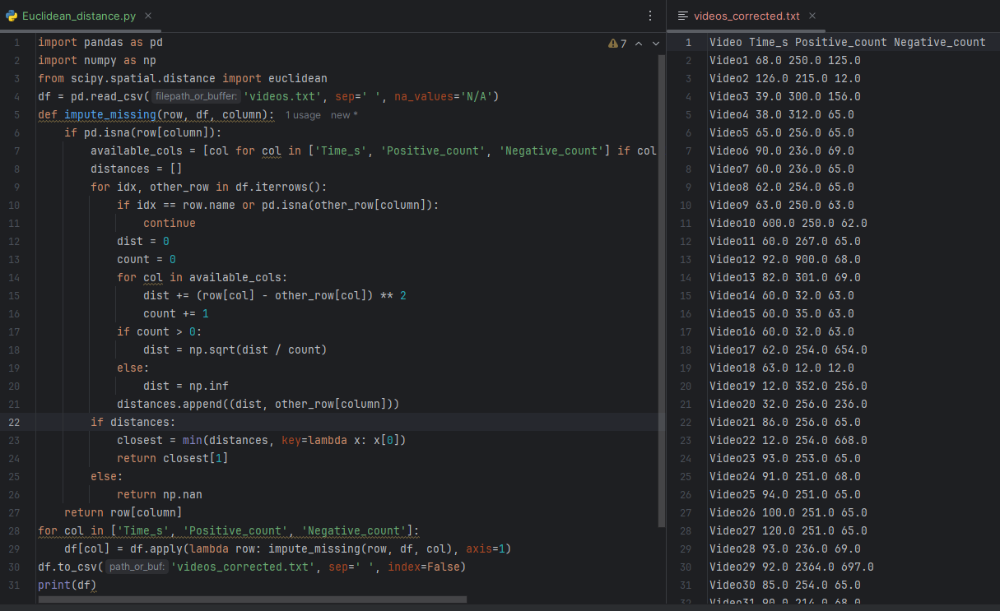 Euclidean_distance.py
videos_corrected.txt
7
1 import pandas as pd
2 import numpy as np
3 from scipy.spatial.distance import euclidean
4 df = pd.read_csv( filepath_or_buffer: 'videos.txt', sep=' ', na_values='N/A')
5 def impute_missing(row, df, column): 1 usage new *
6 if pd.isna(row[column]):
7 available_cols = [col for col in ['Time_s', 'Positive_count', 'Negative_count'] if col
8 distances = []
9 for idx, other_row in df.iterrows():
10 if idx == row.name or pd.isna(other_row[column]):
11 continue
12 dist = 0
13 count = 0
14 for col in available_cols:
15 dist += (row[col] - other_row[col]) ** 2
16 count += 1
17 if count > 0:
18 dist = np.sqrt(dist / count)
19 else:
20 dist = np.inf
21 distances.append((dist, other_row[column]))
22 if distances:
23 closest = min(distances, key=lambda x: x[0])
24 return closest[1]
25 else:
26 return np.nan
27 return row[column]
28 for col in ['Time_s', 'Positive_count', 'Negative_count']:
29 df[col] = df.apply(lambda row: impute_missing(row, df, col), axis=1)
30 df.to_csv( path_or_buf: 'videos_corrected.txt', sep=' ', index=False)
31 print(df)
1 Video Time_s Positive_count Negative_count
2 Video1 68.0 250.0 125.0
3 Video2 126.0 215.0 12.0
4 Video3 39.0 300.0 156.0
5 Video4 38.0 312.0 65.0
6 Video5 65.0 256.0 65.0
7 Video6 90.0 236.0 69.0
8 Video7 60.0 236.0 65.0
9 Video8 62.0 254.0 65.0
10 Video9 63.0 250.0 63.0
11 Video10 600.0 250.0 62.0
12 Video11 60.0 267.0 65.0
13 Video12 92.0 900.0 68.0
14 Video13 82.0 301.0 69.0
15 Video14 60.0 32.0 63.0
16 Video15 60.0 35.0 63.0
17 Video16 60.0 32.0 63.0
18 Video17 62.0 254.0 654.0
19 Video18 63.0 12.0 12.0
20 Video19 12.0 352.0 256.0
21 Video20 32.0 256.0 236.0
22 Video21 86.0 256.0 65.0
23 Video22 12.0 254.0 668.0
24 Video23 93.0 253.0 65.0
25 Video24 91.0 251.0 68.0
26 Video25 94.0 251.0 65.0
27 Video26 100.0 251.0 65.0
28 Video27 120.0 251.0 65.0
29 Video28 93.0 236.0 69.0
30 Video29 92.0 2364.0 697.0
31 Video30 85.0 254.0 65.0
32 Video31 90.0 214.0 68.0